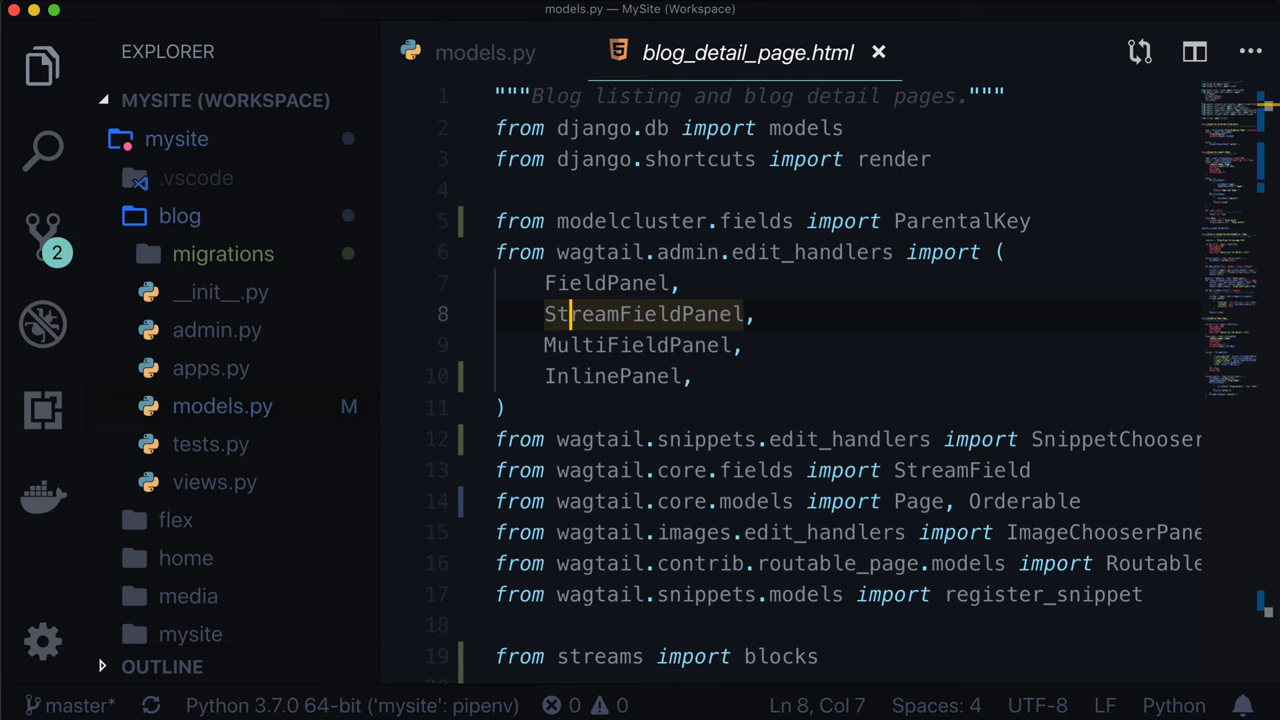 models.py — MySite (Workspace)
EXPLORER
MYSITE (WORKSPACE)
mysite
.vscode
blog
migrations
__init__.py
admin.py
apps.py
models.py M
tests.py
views.py
flex
home
media
mysite
OUTLINE
2
models.py
blog_detail_page.html
1 """Blog listing and blog detail pages."""
2 from django.db import models
3 from django.shortcuts import render
4
5 from modelcluster.fields import ParentalKey
6 from wagtail.admin.edit_handlers import (
7 FieldPanel,
8 StreamFieldPanel,
9 MultiFieldPanel,
10 InlinePanel,
11 )
12 from wagtail.snippets.edit_handlers import SnippetChooser
13 from wagtail.core.fields import StreamField
14 from wagtail.core.models import Page, Orderable
15 from wagtail.images.edit_handlers import ImageChooserPane
16 from wagtail.contrib.routable_page.models import Routable
17 from wagtail.snippets.models import register_snippet
18
19 from streams import blocks
master* Python 3.7.0 64-bit ('mysite': pipenv) 0 0 Ln 8, Col 7 Spaces: 4 UTF-8 LF Python